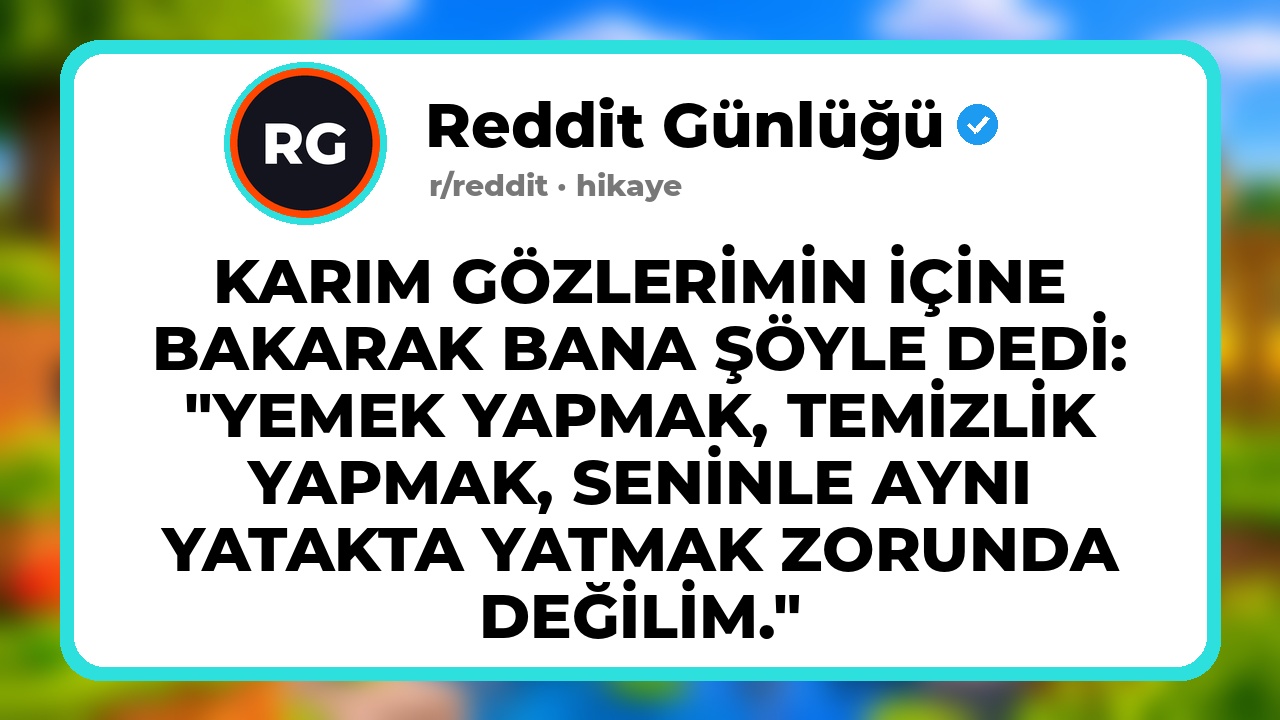 RG
Reddit Günlüğü
r/reddit • hikaye
KARIM GÖZLERİMİN İÇİNE
BAKARAK BANA ŞÖYLE DEDİ:
"YEMEK YAPMAK, TEMİZLİK
YAPMAK, SENİNLE AYNI
YATAKTA YATMAK ZORUNDA
DEĞİLİM."